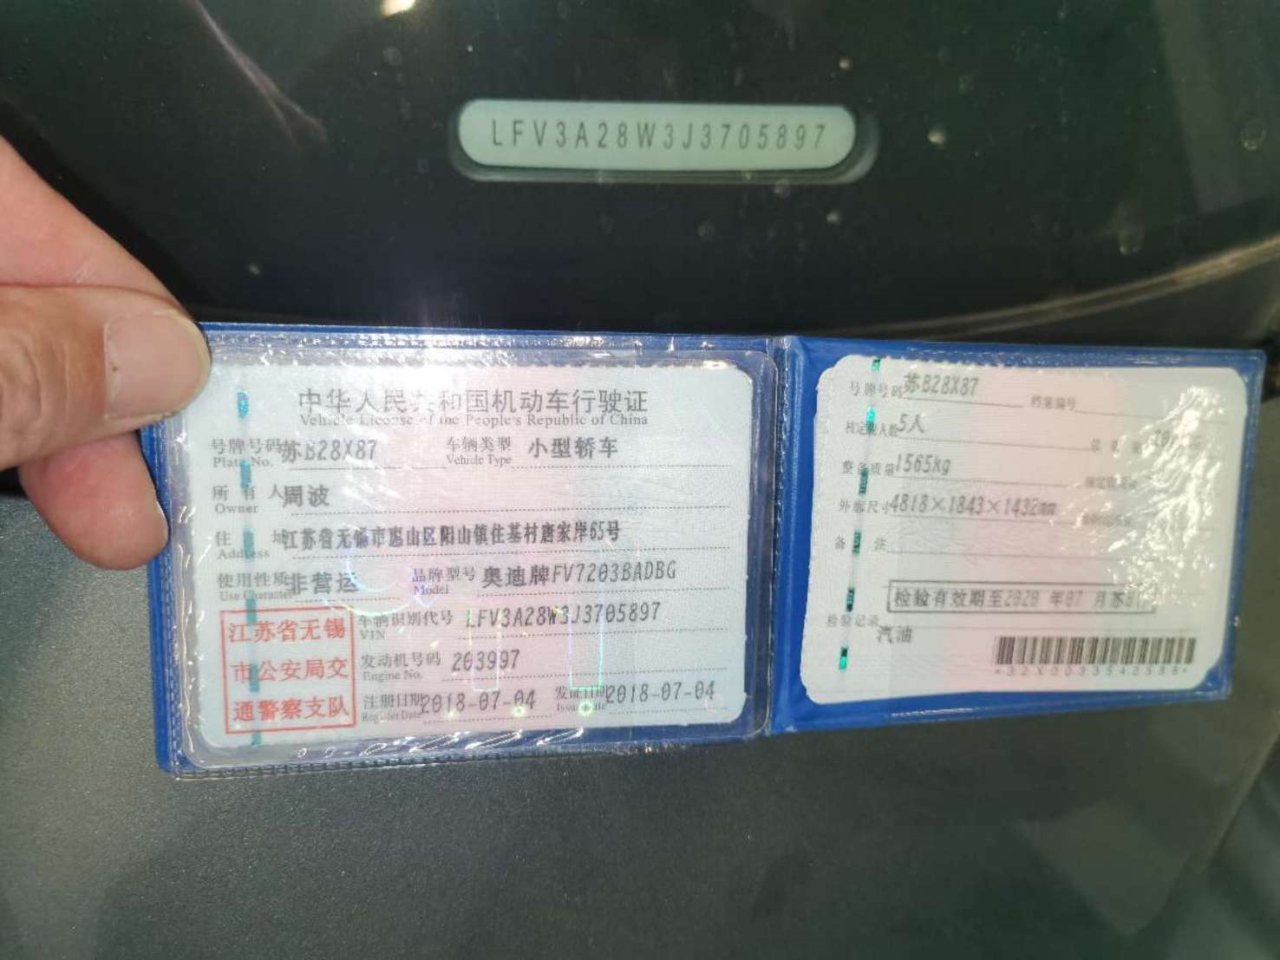 LFV3A28W3J3705897
中华人民共和国机动车行驶证
Vehicle License of the People's Republic of China
号牌号码 苏B28X87 车辆类型 小型轿车
Plate No. Vehicle Type
所有人 周波
Owner
住址 江苏省无锡市惠山区阳山镇住基村唐家岸65号
Address
使用性质 非营运 品牌型号 奥迪牌FV7203BADBG
Use Character Model
江苏省无锡
市公安局交
通警察支队
车辆识别代号 LFV3A28W3J3705897
VIN
发动机号码 203997
Engine No.
注册日期 2018-07-04 发证日期 2018-07-04
Register Date Issue Date
号牌号码 苏B28X87 档案编号
核定载人数 5人
整备质量 1565kg
外廓尺寸 4818×1843×1432mm
备注
检验有效期至2020 年07 月苏
检验记录
汽油